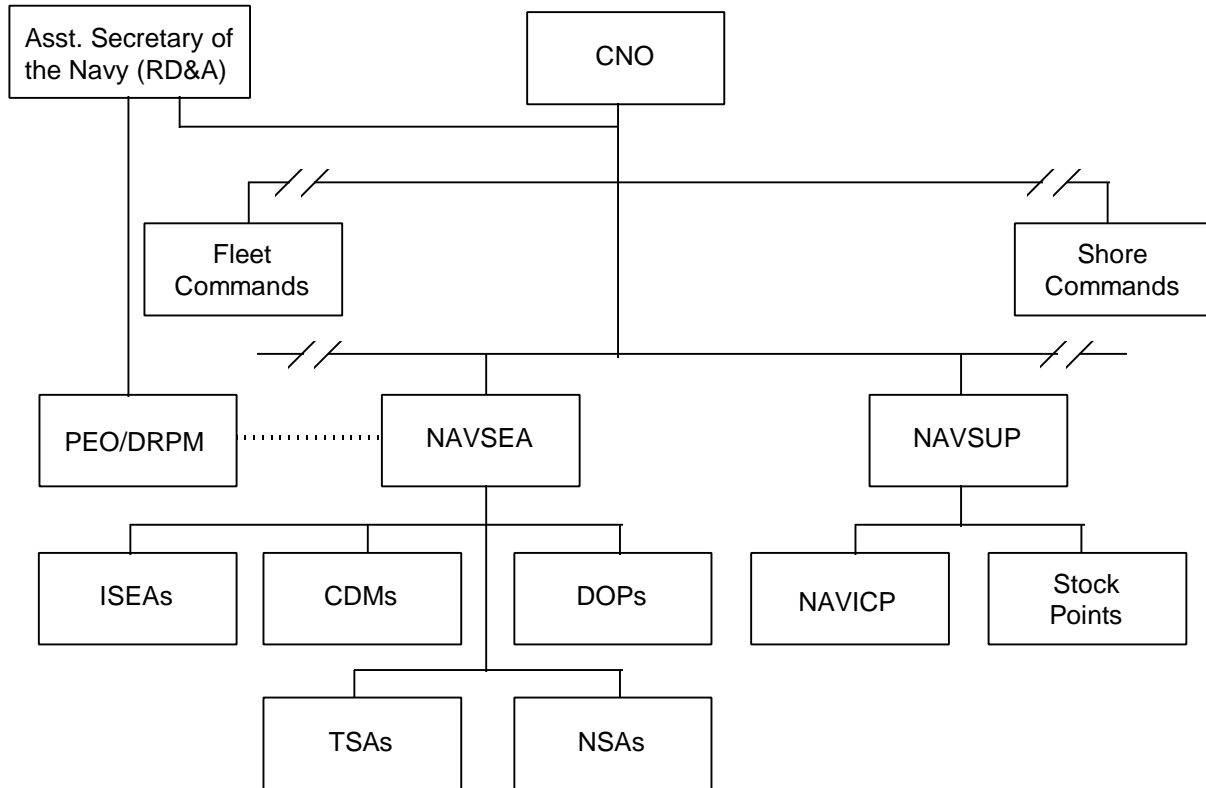 Asst. Secretary of
the Navy (RD&A)
CNO
Fleet
Commands
Shore
Commands
PEO/DRPM
NAVSEA
NAVSUP
ISEAs
CDMs
DOPs
NAVICP
Stock
Points
TSAs
NSAs